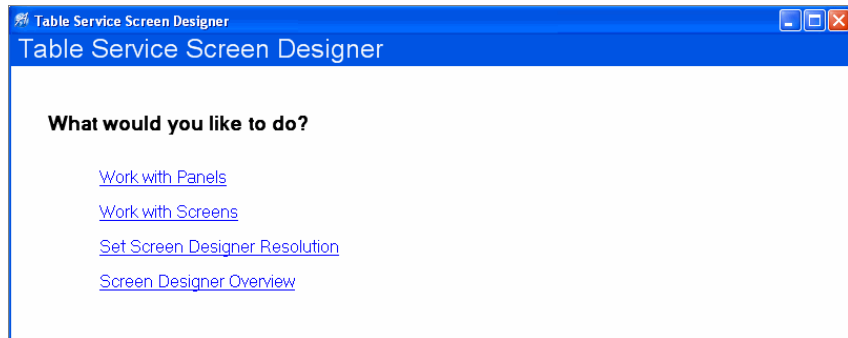 Table Service Screen Designer
Table Service Screen Designer
What would you like to do?
Work with Panels
Work with Screens
Set Screen Designer Resolution
Screen Designer Overview